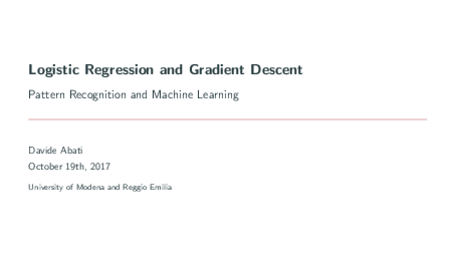 Logistic Regression and Gradient Descent
Pattern Recognition and Machine Learning
Davide Abati
October 19th, 2017
University of Modena and Reggio Emilia